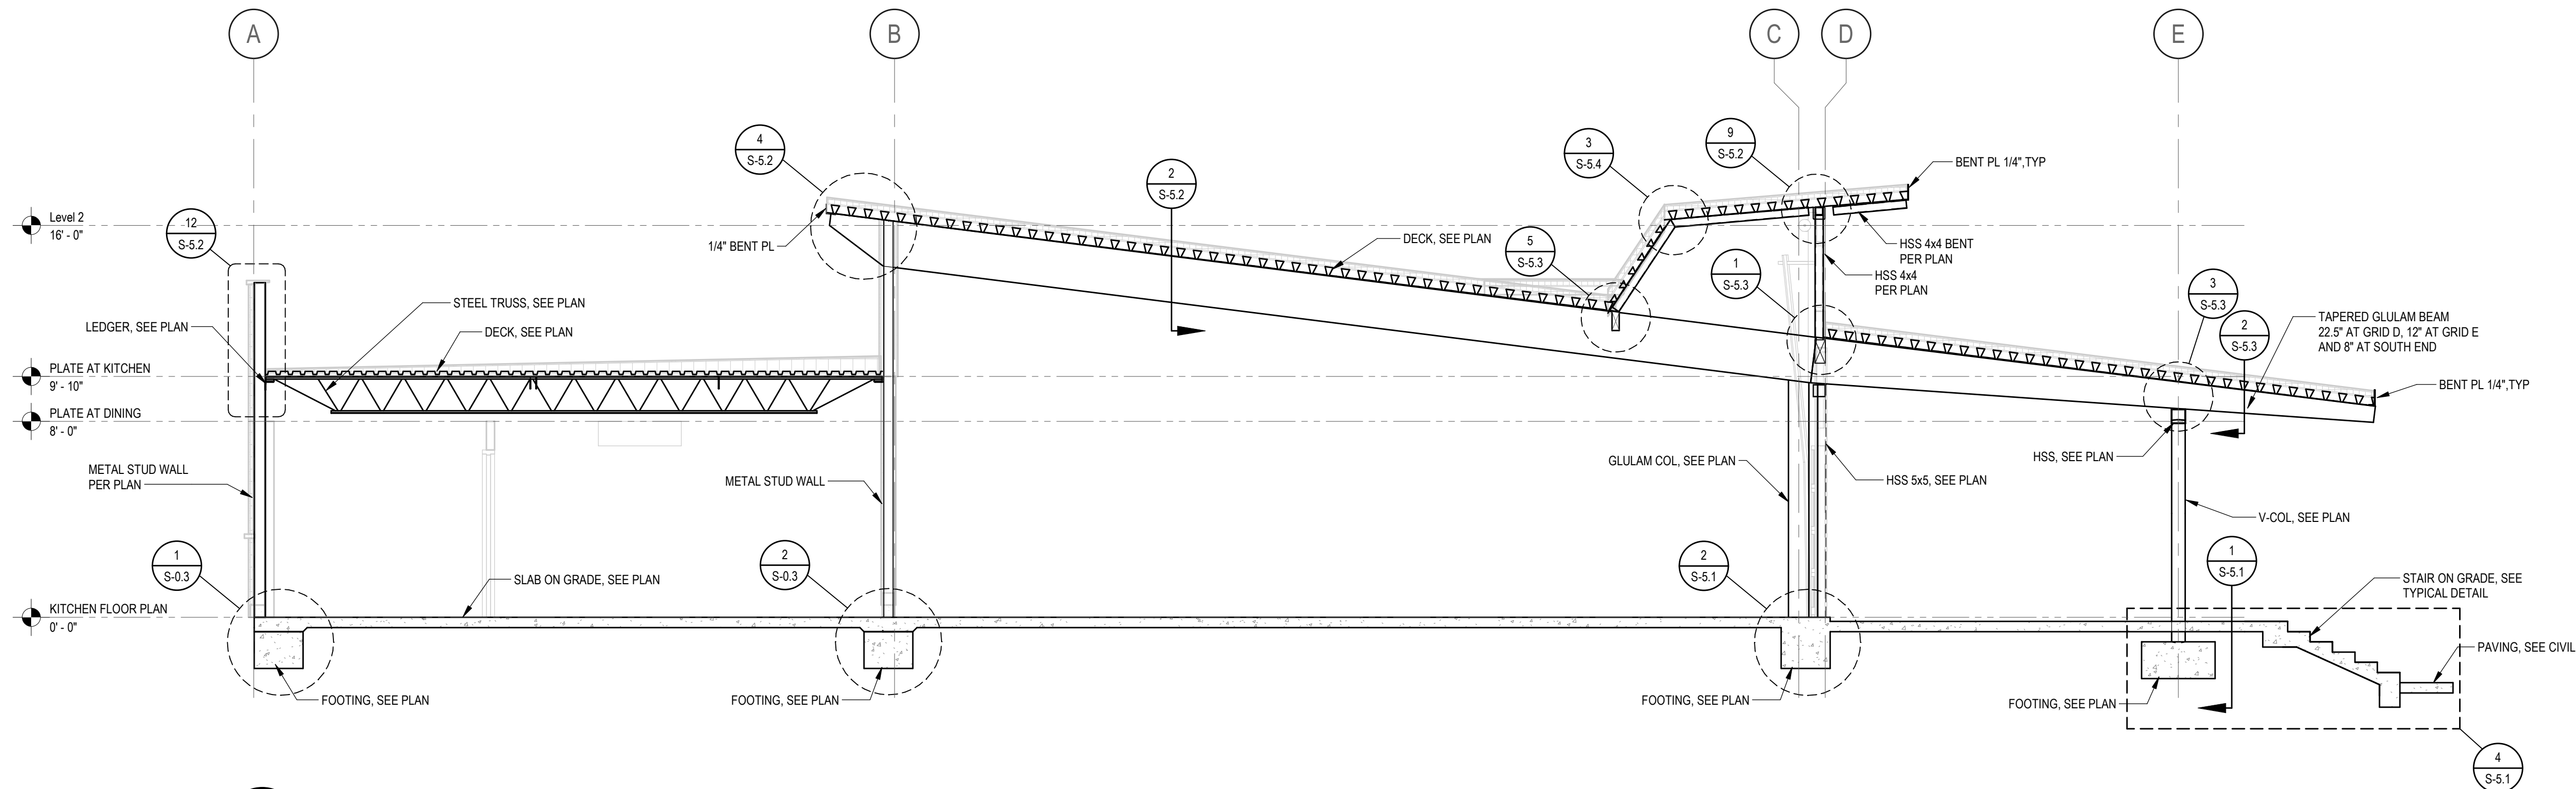 A
B
C
D
E
4
S-5.2
2
S-5.2
3
S-5.4
9
S-5.2
BENT PL 1/4",TYP
12
S-5.2
Level 2
16' - 0"
1/4" BENT PL
DECK, SEE PLAN
5
S-5.3
HSS 4x4 BENT
PER PLAN
HSS 4x4
PER PLAN
1
S-5.3
3
S-5.3
2
S-5.3
TAPERED GLULAM BEAM
22.5" AT GRID D, 12" AT GRID E
AND 8" AT SOUTH END
STEEL TRUSS, SEE PLAN
LEDGER, SEE PLAN
DECK, SEE PLAN
PLATE AT KITCHEN
9' - 10"
BENT PL 1/4",TYP
PLATE AT DINING
8' - 0"
METAL STUD WALL
PER PLAN
METAL STUD WALL
GLULAM COL, SEE PLAN
HSS 5x5, SEE PLAN
HSS, SEE PLAN
V-COL, SEE PLAN
1
S-0.3
2
S-0.3
2
S-5.1
1
S-5.1
SLAB ON GRADE, SEE PLAN
STAIR ON GRADE, SEE
TYPICAL DETAIL
KITCHEN FLOOR PLAN
0' - 0"
PAVING, SEE CIVIL
FOOTING, SEE PLAN
FOOTING, SEE PLAN
FOOTING, SEE PLAN
FOOTING, SEE PLAN
4
S-5.1